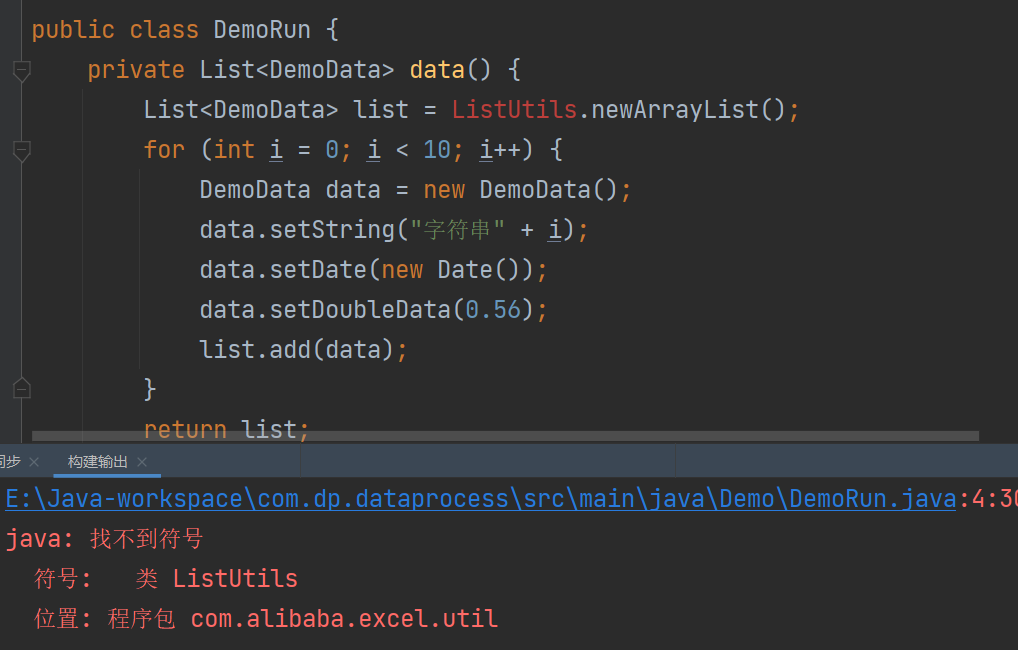 public class DemoRun {
private List<DemoData> data() {
List<DemoData> list = ListUtils.newArrayList();
for (int i = 0; i < 10; i++) {
DemoData data = new DemoData();
data.setString("字符串" + i);
data.setDate(new Date());
data.setDoubleData(0.56);
list.add(data);
}
return list;
同步 × 构建输出 ×
E:\Java-workspace\com.dp.dataprocess\src\main\java\Demo\DemoRun.java:4:30
java: 找不到符号
符号: 类 ListUtils
位置: 程序包 com.alibaba.excel.util